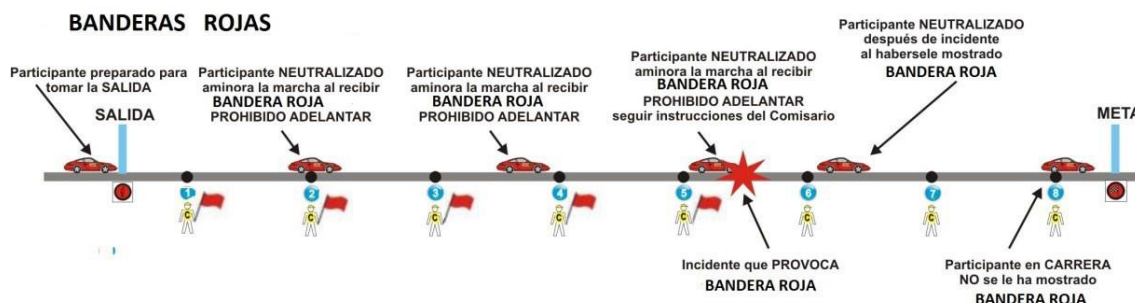 BANDERAS ROJAS
Participante preparado para
tomar la SALIDA
SALIDA
Participante NEUTRALIZADO
aminora la marcha al recibir
BANDERA ROJA
PROHIBIDO ADELANTAR
Participante NEUTRALIZADO
aminora la marcha al recibir
BANDERA ROJA
PROHIBIDO ADELANTAR
Participante NEUTRALIZADO
aminora la marcha al recibir
BANDERA ROJA
PROHIBIDO ADELANTAR
seguir instrucciones del Comisario
Participante NEUTRALIZADO
después de incidente
al habersele mostrado
BANDERA ROJA
META
1
2
3
4
5
6
7
8
C
C
C
C
C
C
C
C
Incidente que PROVOCA
BANDERA ROJA
Participante en CARRERA
NO se le ha mostrado
BANDERA ROJA